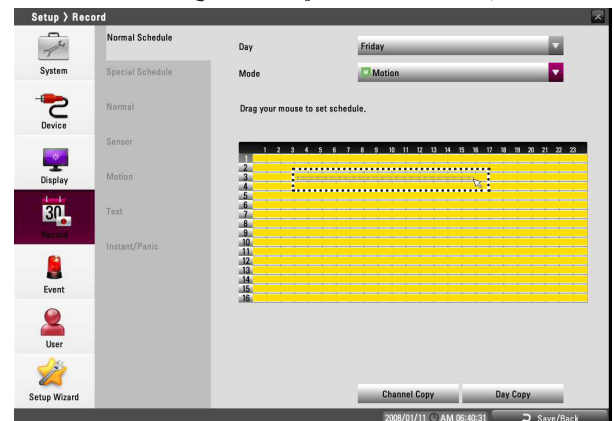 Setup > Record
System
Device
Display
30
Record
Event
User
Setup Wizard
Normal Schedule
Special Schedule
Normal
Sensor
Motion
Text
Instant/Panic
Day Friday
Mode M Motion
Drag your mouse to set schedule.
1 2 3 4 5 6 7 8 9 10 11 12 13 14 15 16 17 18 19 20 21 22 23
1
2
3
4
5
6
7
8
9
10
11
12
13
14
15
16
Channel Copy Day Copy
2008/01/11 AM 06:40:31 Save/Back